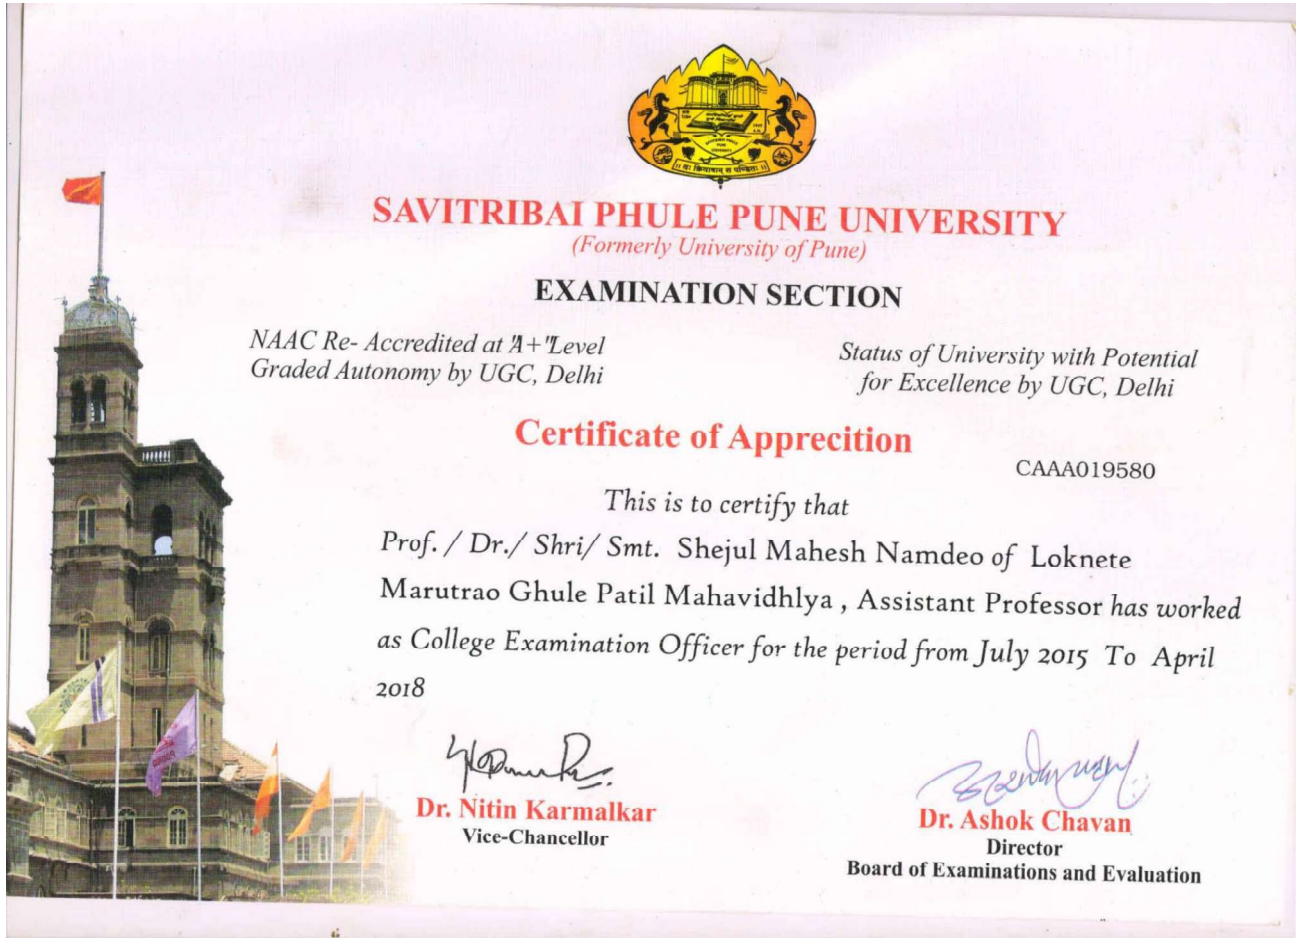 ॥ यः क्रियावान् स पण्डितः ॥
SAVITRIBAI PHULE PUNE UNIVERSITY
(Formerly University of Pune)
EXAMINATION SECTION
NAAC Re- Accredited at "A+"Level
Graded Autonomy by UGC, Delhi
Status of University with Potential
for Excellence by UGC, Delhi
Certificate of Apprecition
CAAA019580
This is to certify that
Prof. / Dr./ Shri/ Smt. Shejul Mahesh Namdeo of Loknete
Marutrao Ghule Patil Mahavidhlya , Assistant Professor has worked
as College Examination Officer for the period from July 2015 To April
2018
Dr. Nitin Karmalkar
Vice-Chancellor
Dr. Ashok Chavan
Director
Board of Examinations and Evaluation